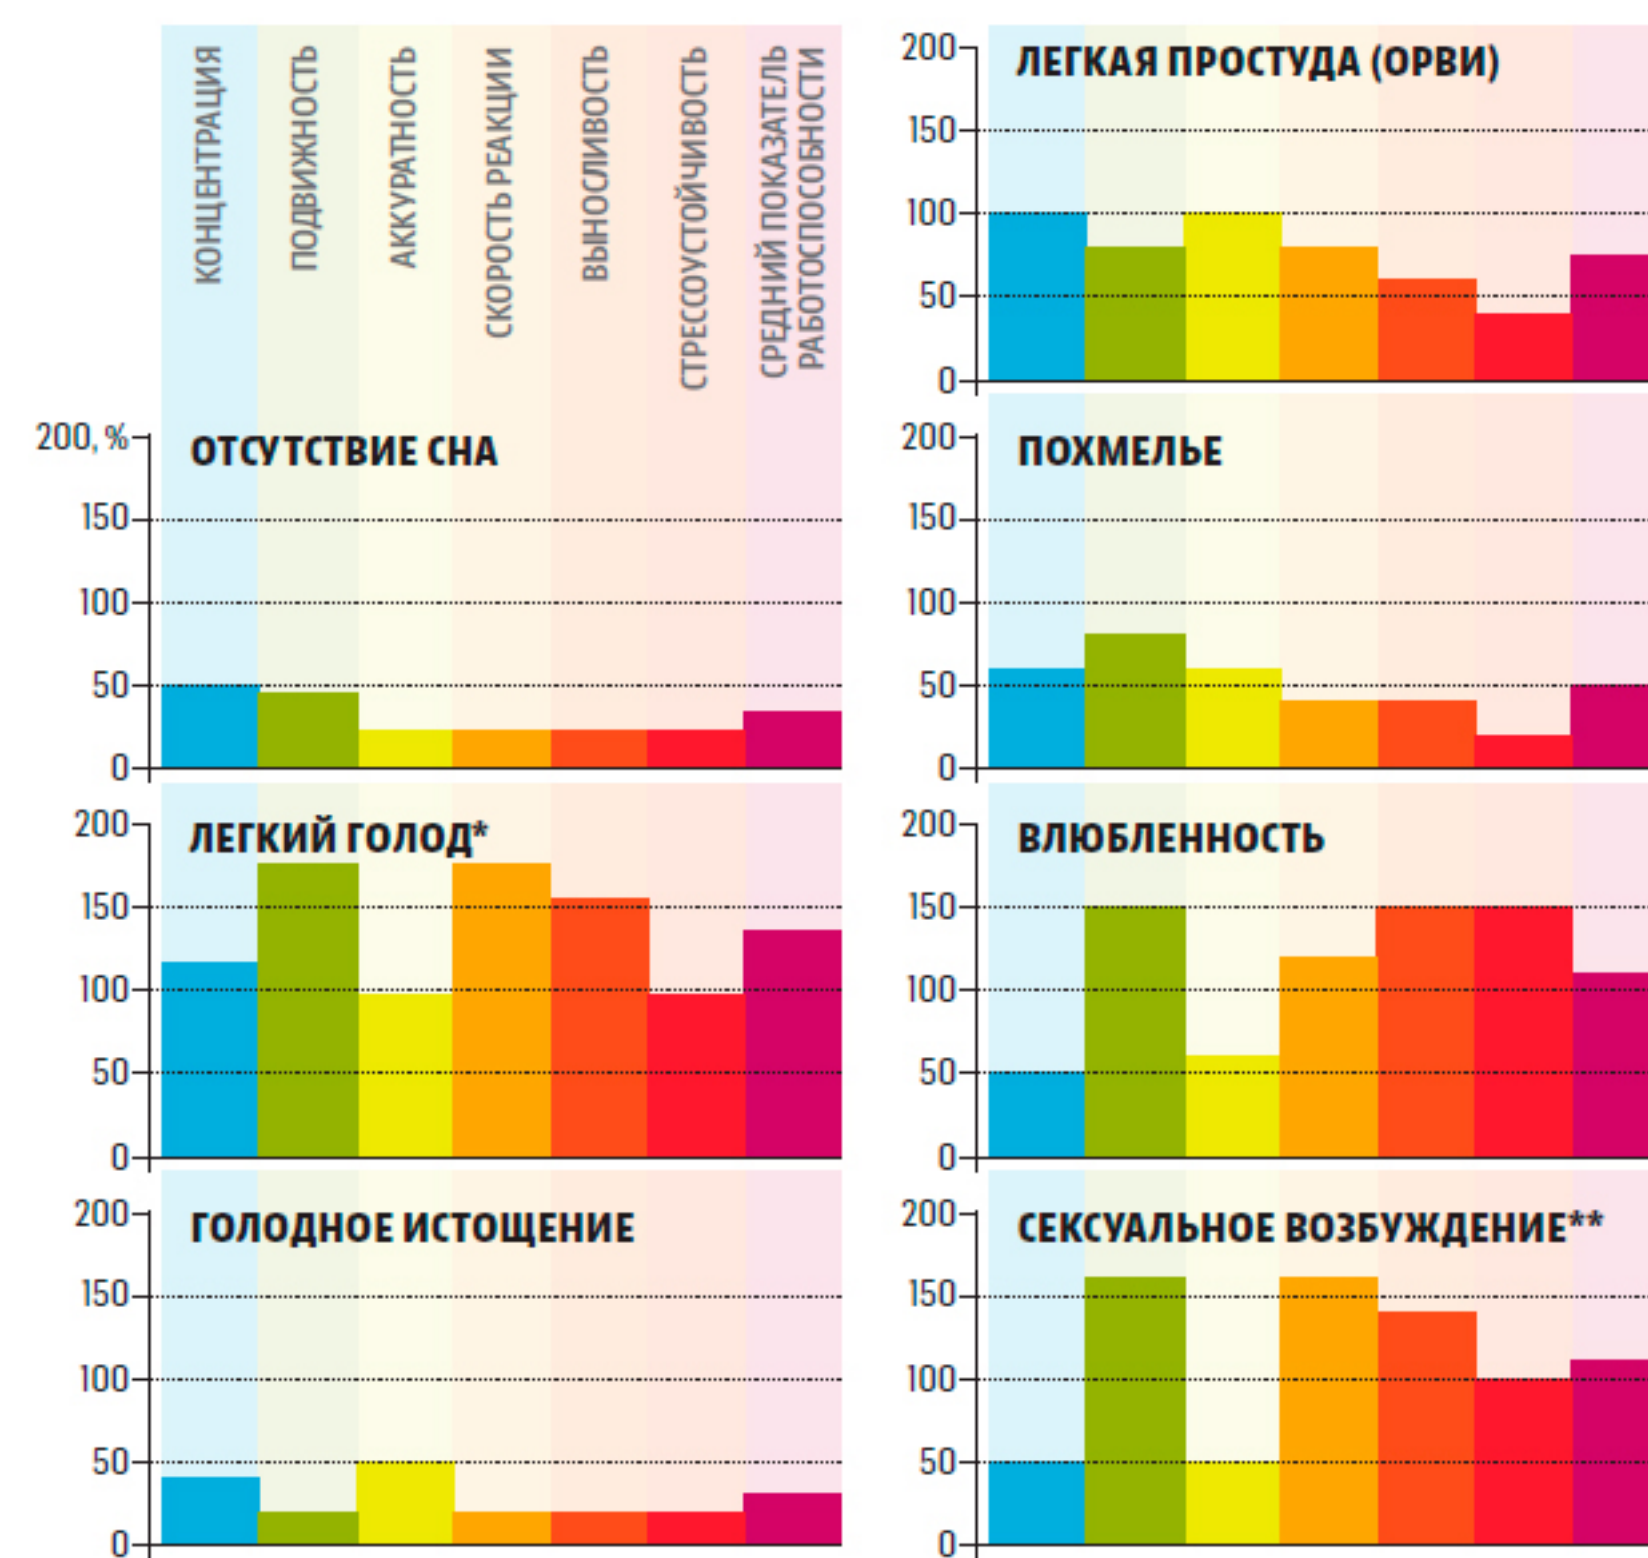 КОНЦЕНТРАЦИЯ
ПОДВИЖНОСТЬ
АККУРАТНОСТЬ
СКОРОСТЬ РЕАКЦИИ
ВЫНОСЛИВОСТЬ
СТРЕССОУСТОЙЧИВОСТЬ
СРЕДНИЙ ПОКАЗАТЕЛЬ
РАБОТОСПОСОБНОСТИ
200, %
ОТСУТСТВИЕ СНА
150
100
50
0
200
ЛЕГКИЙ ГОЛОД*
150
100
50
0
200
ГОЛОДНОЕ ИСТОЩЕНИЕ
150
100
50
0
200
ЛЕГКАЯ ПРОСТУДА (ОРВИ)
150
100
50
0
200
ПОХМЕЛЬЕ
150
100
50
0
200
ВЛЮБЛЕННОСТЬ
150
100
50
0
200
СЕКСУАЛЬНОЕ ВОЗБУЖДЕНИЕ**
150
100
50
0